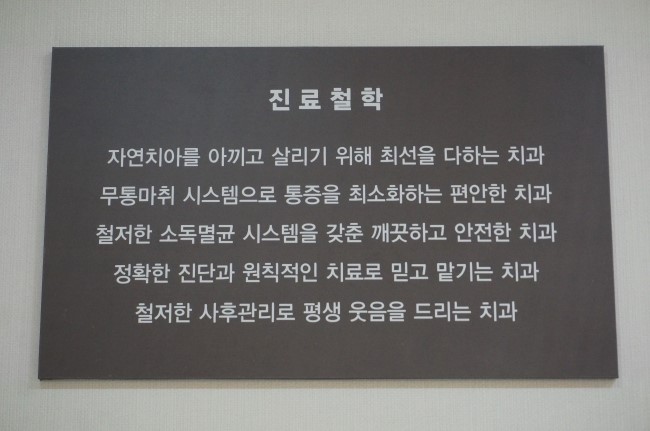 진료철학
자연치아를 아끼고 살리기 위해 최선을 다하는 치과
무통마취 시스템으로 통증을 최소화하는 편안한 치과
철저한 소독멸균 시스템을 갖춘 깨끗하고 안전한 치과
정확한 진단과 원칙적인 치료로 믿고 맡기는 치과
철저한 사후관리로 평생 웃음을 드리는 치과